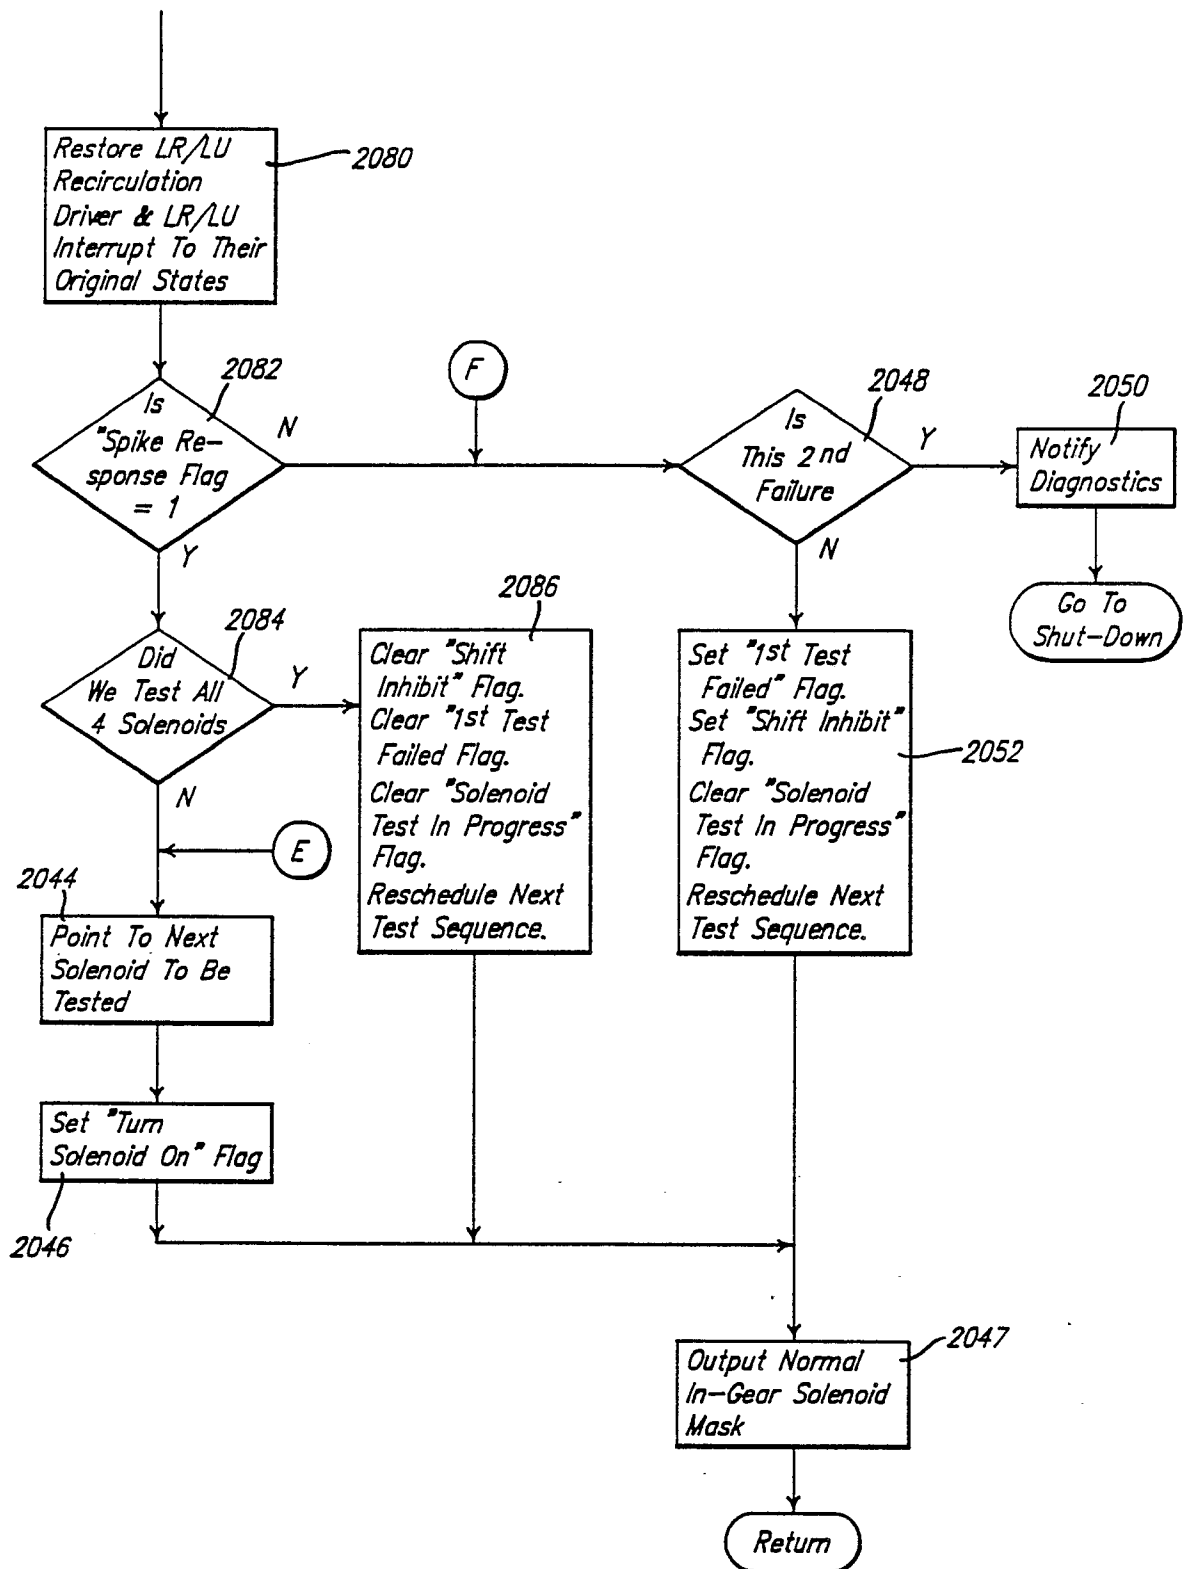 Restore LR/LU
Recirculation
Driver & LR/LU
Interrupt To Their
Original States
2080
Is
"Spike Re-
sponse Flag
= 1
2082
N
Y
F
Is
This 2nd
Failure
2048
Y
N
Notify
Diagnostics
2050
Go To
Shut-Down
Did
We Test All
4 Solenoids
2084
Y
N
Clear "Shift
Inhibit" Flag.
Clear "1st Test
Failed Flag.
Clear "Solenoid
Test In Progress"
Flag.
Reschedule Next
Test Sequence.
2086
Set "1st Test
Failed" Flag.
Set "Shift Inhibit"
Flag.
Clear "Solenoid
Test In Progress"
Flag.
Reschedule Next
Test Sequence.
2052
E
2044
Point To Next
Solenoid To Be
Tested
Set "Turn
Solenoid On" Flag
2046
Output Normal
In-Gear Solenoid
Mask
2047
Return